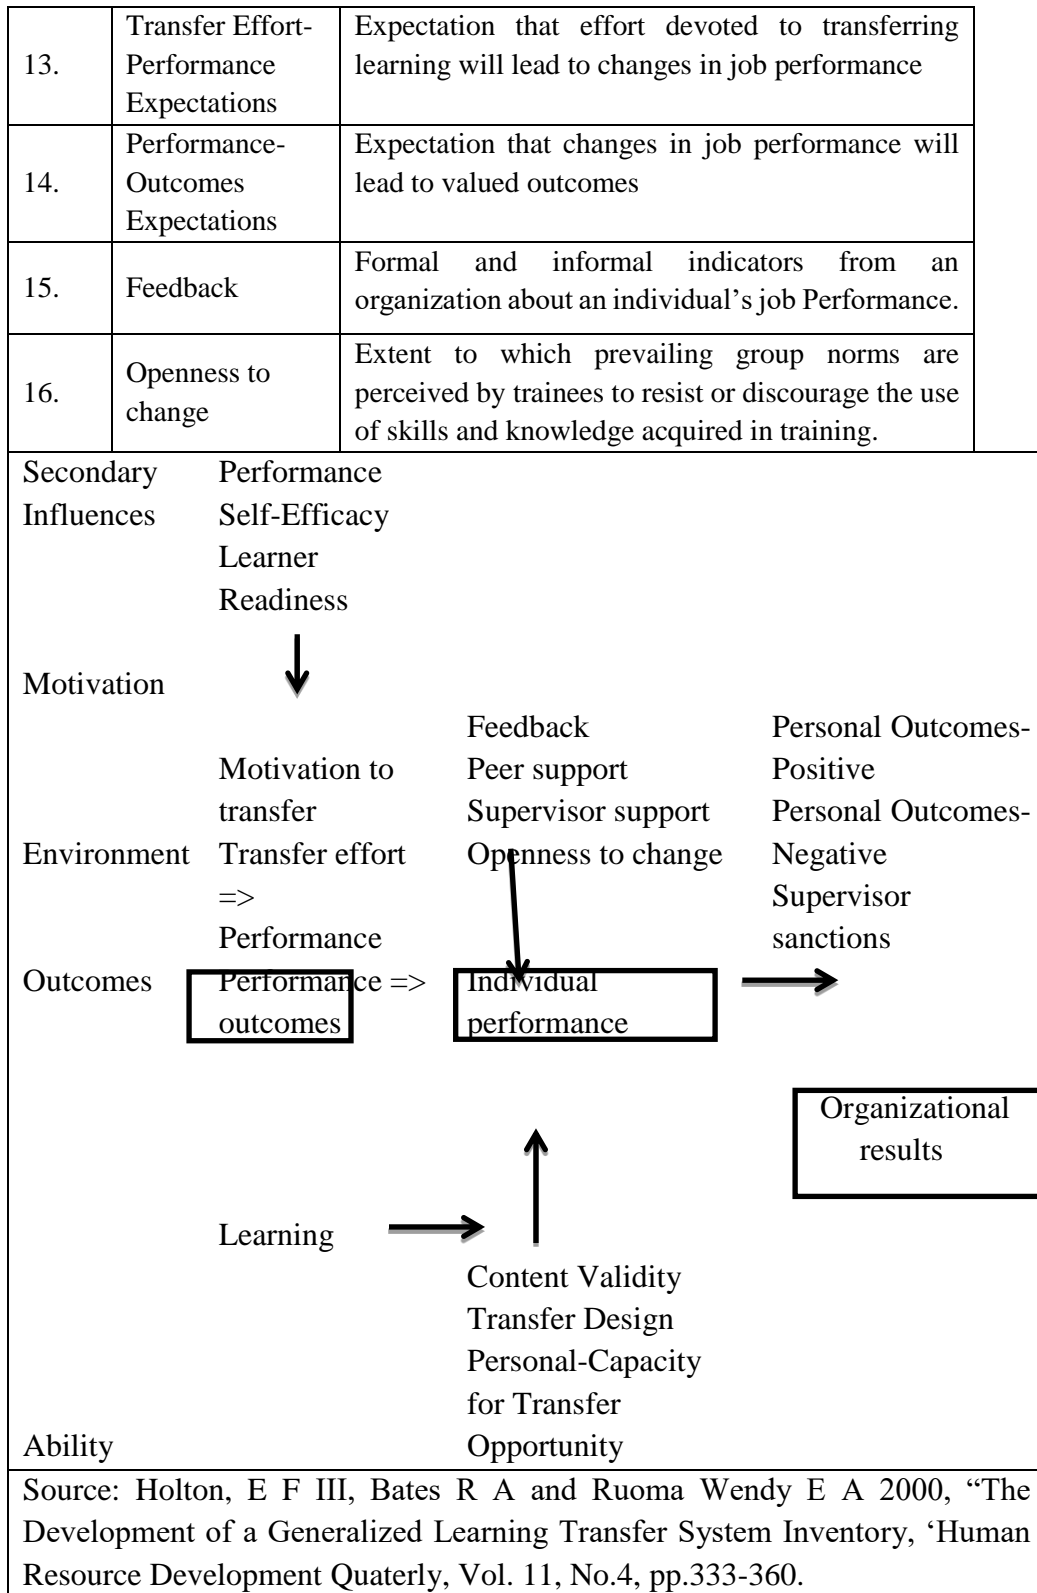 13.
Transfer Effort-
Performance
Expectations
Expectation that effort devoted to transferring
learning will lead to changes in job performance
14.
Performance-
Outcomes
Expectations
Expectation that changes in job performance will
lead to valued outcomes
15.
Feedback
Formal and informal indicators from an
organization about an individual’s job Performance.
16.
Openness to
change
Extent to which prevailing group norms are
perceived by trainees to resist or discourage the use
of skills and knowledge acquired in training.
Secondary Performance
Influences Self-Efficacy
Learner
Readiness
Motivation
Feedback Personal Outcomes-
Motivation to Peer support Positive
transfer Supervisor support Personal Outcomes-
Environment Transfer effort Openness to change Negative
=> Supervisor
Performance sanctions
Outcomes Performance => Individual
outcomes performance
Organizational
results
Learning
Content Validity
Transfer Design
Personal-Capacity
for Transfer
Ability Opportunity
Source: Holton, E F III, Bates R A and Ruoma Wendy E A 2000, “The
Development of a Generalized Learning Transfer System Inventory, ‘Human
Resource Development Quaterly, Vol. 11, No.4, pp.333-360.